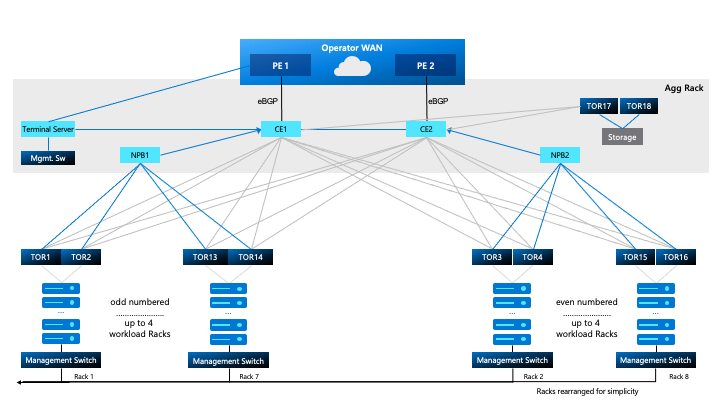 Operator WAN
PE 1
PE 2
Agg Rack
eBGP
eBGP
TOR17
TOR18
Terminal Server
CE1
CE2
Storage
Mgmt. Sw
NPB1
NPB2
TOR1
TOR2
TOR13
TOR14
TOR3
TOR4
TOR15
TOR16
odd numbered
.....................
up to 4
workload Racks
even numbered
.....................
up to 4
workload Racks
...
...
...
...
Management Switch
Management Switch
Management Switch
Management Switch
Rack 1
Rack 7
Rack 2
Rack 8
Racks rearranged for simplicity